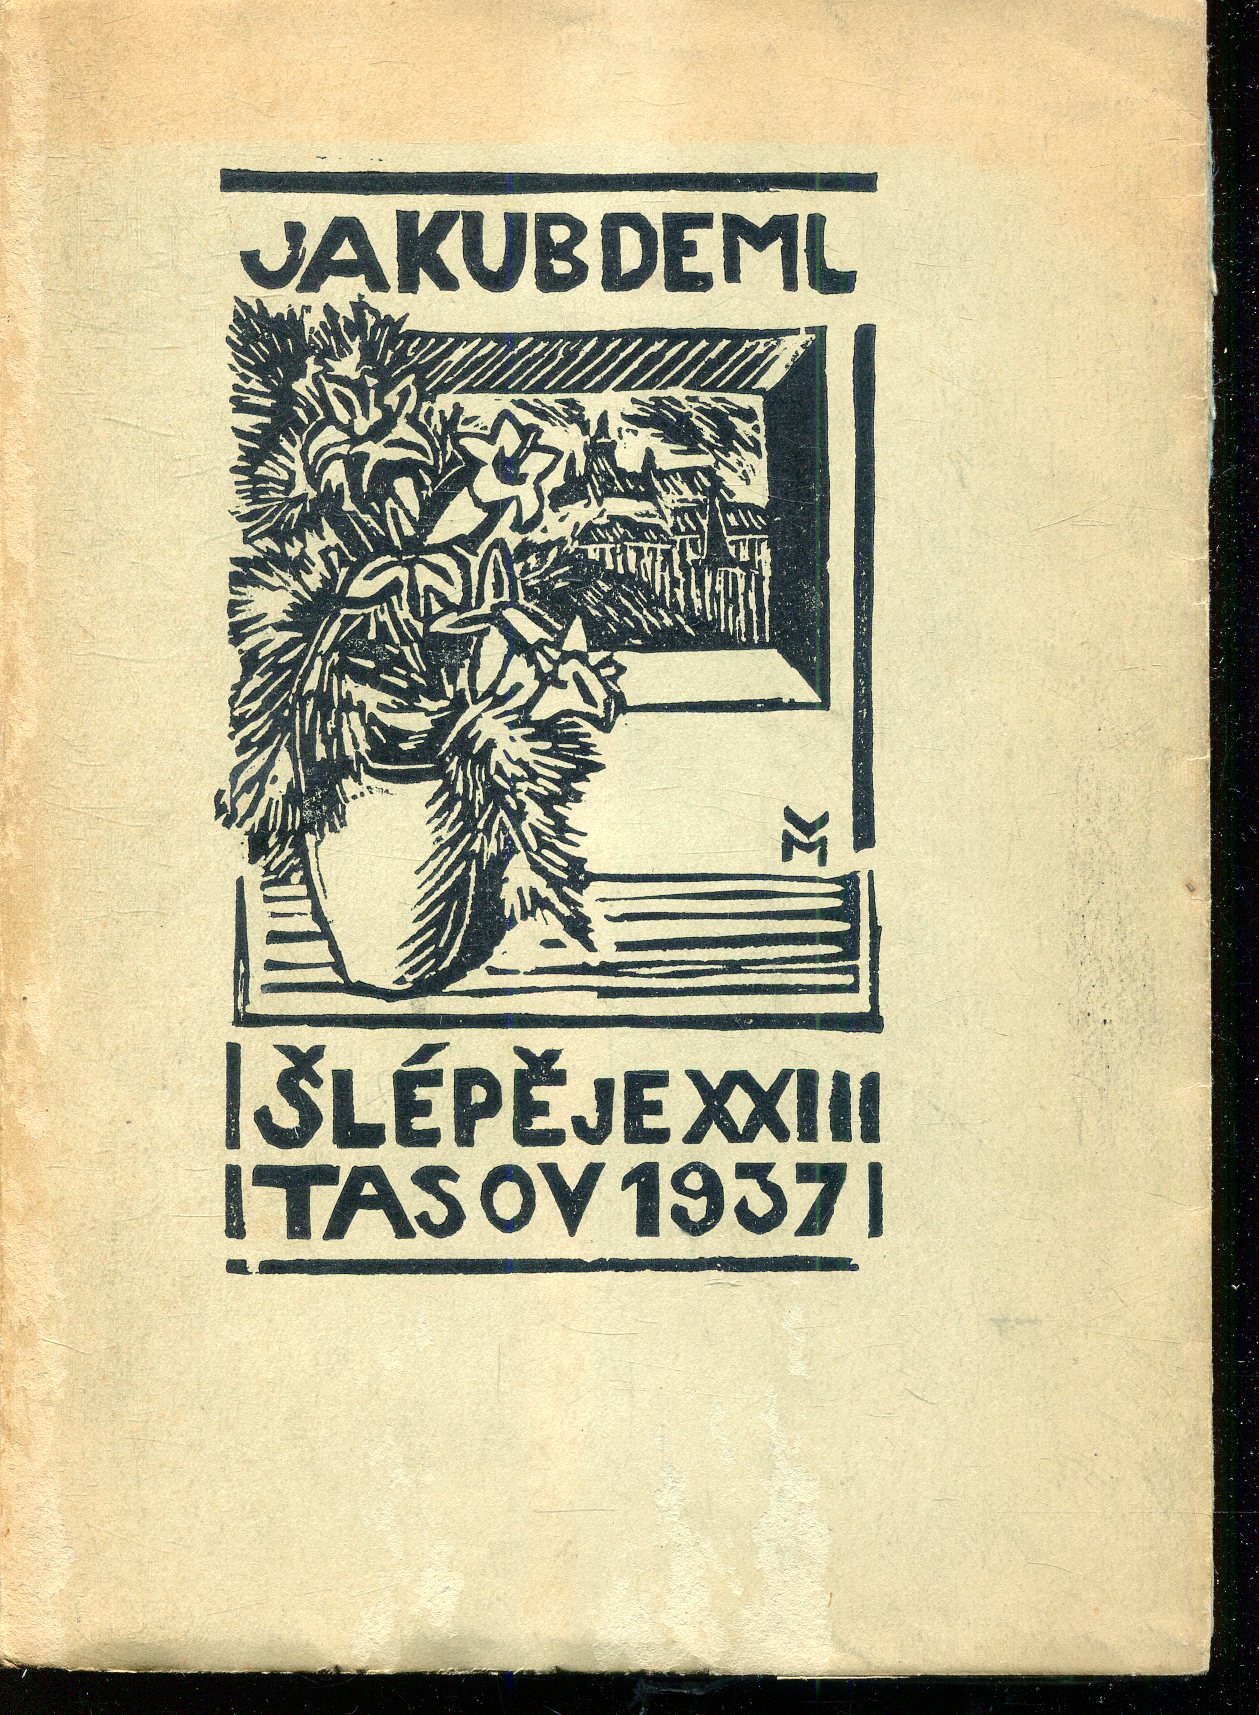 JAKUB DEML
ŠLÉPĚJE XXIII
TASOV 1937